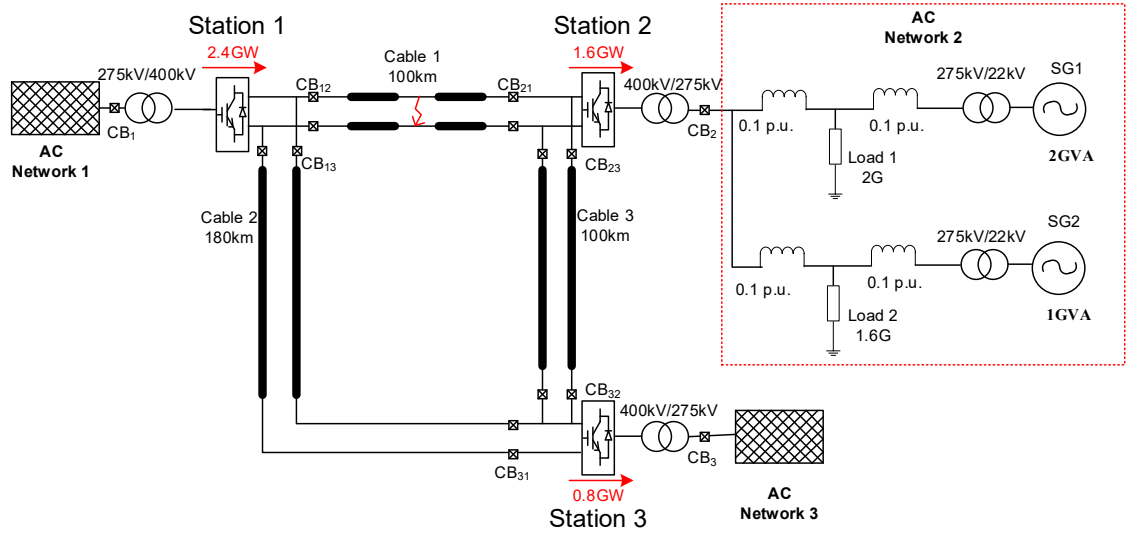 Station 1
2.4GW
275kV/400kV
CB1
AC
Network 1
CB12
Cable 1
100km
CB21
CB13
Station 2
1.6GW
400kV/275kV
CB2
CB23
AC
Network 2
0.1 p.u.
0.1 p.u.
275kV/22kV
SG1
2GVA
Load 1
2G
Cable 2
180km
Cable 3
100km
0.1 p.u.
0.1 p.u.
275kV/22kV
SG2
1GVA
Load 2
1.6G
CB32
400kV/275kV
CB31
CB3
0.8GW
Station 3
AC
Network 3